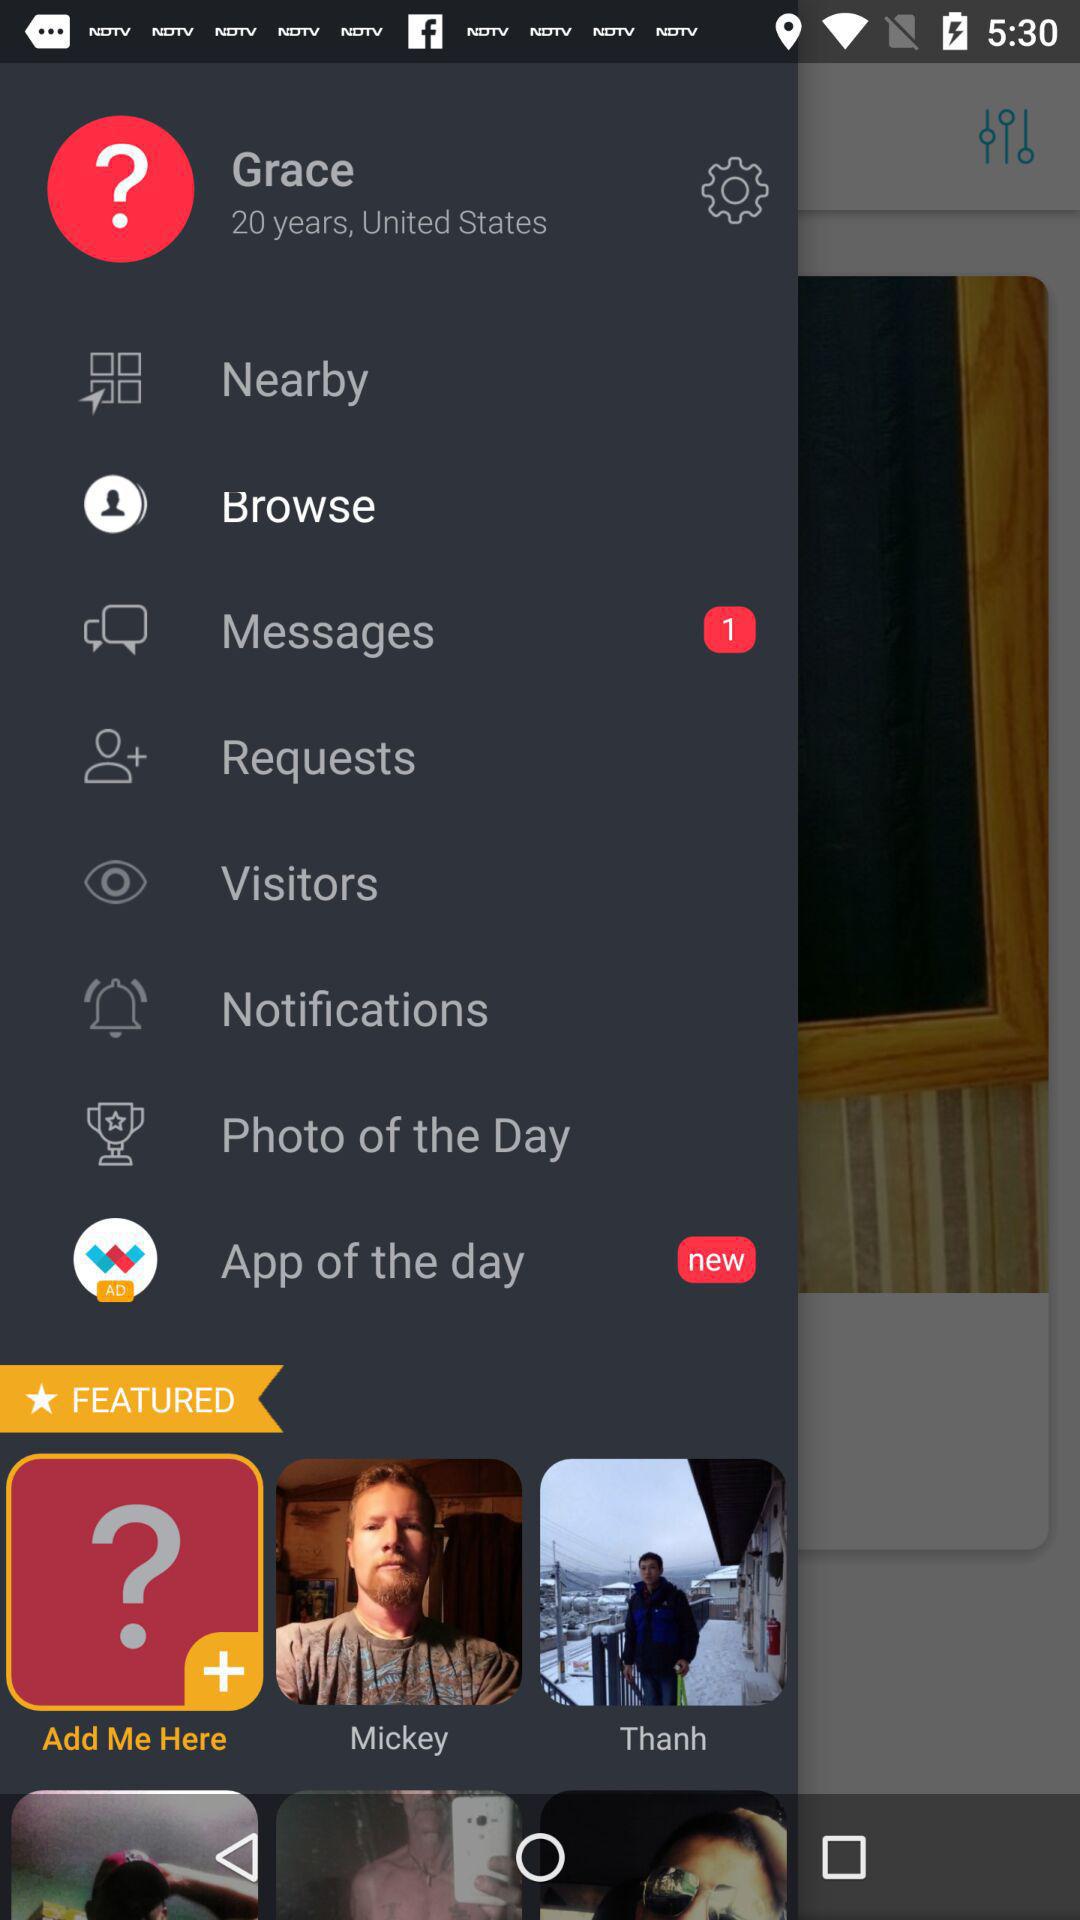 NDTV NDTV NDTV NDTV NDTV NDTV NDTV NDTV NDTV 5:30
?
Grace
20 years, United States
Nearby
Browse
Messages 1
Requests
Visitors
Notifications
Photo of the Day
AD App of the day new
FEATURED
?
Add Me Here Mickey Thanh